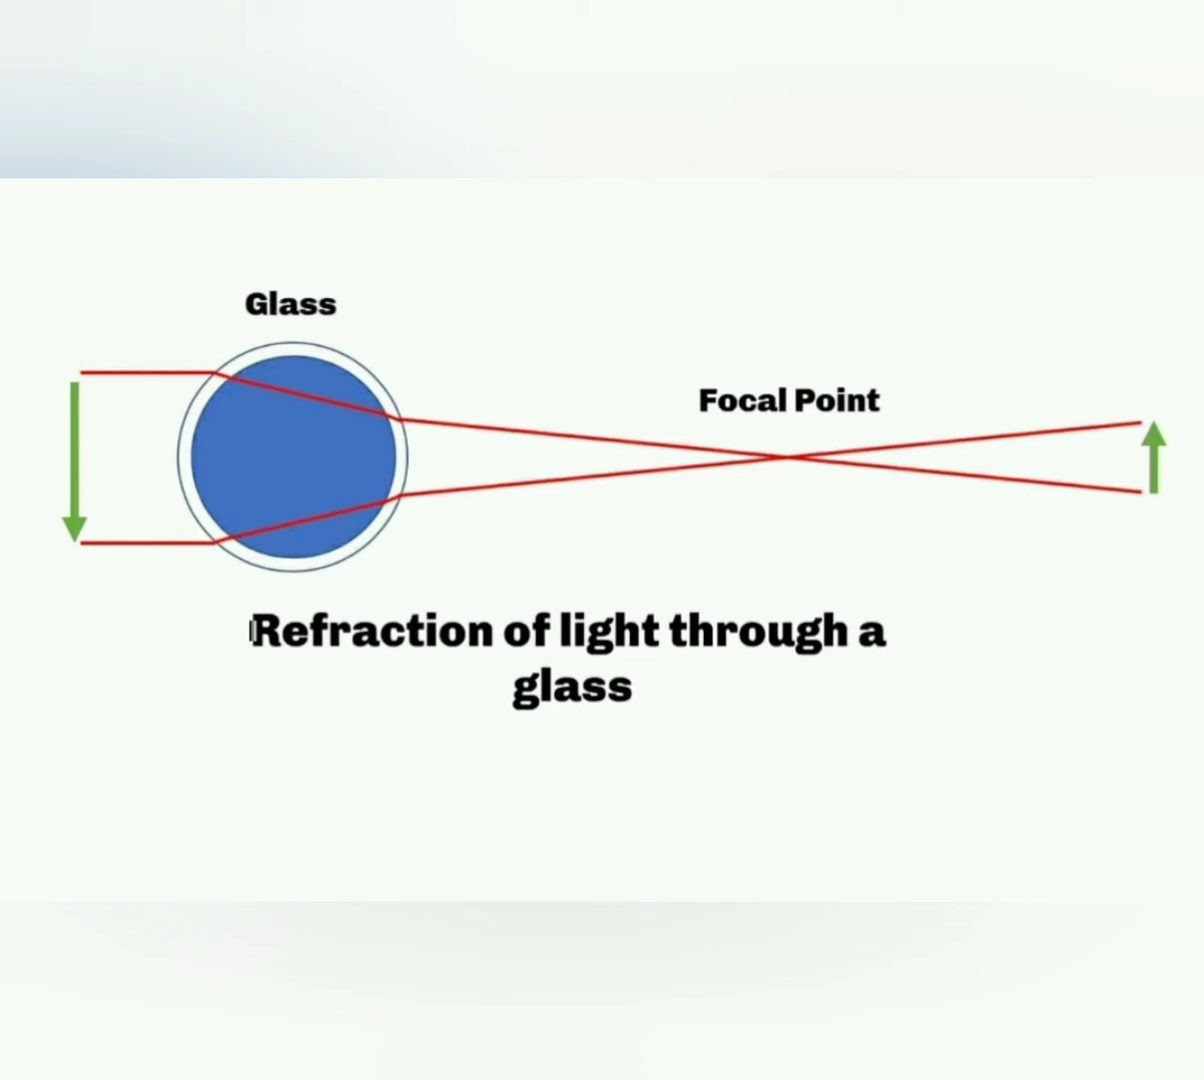 Glass
Focal Point
Refraction of light through a
glass